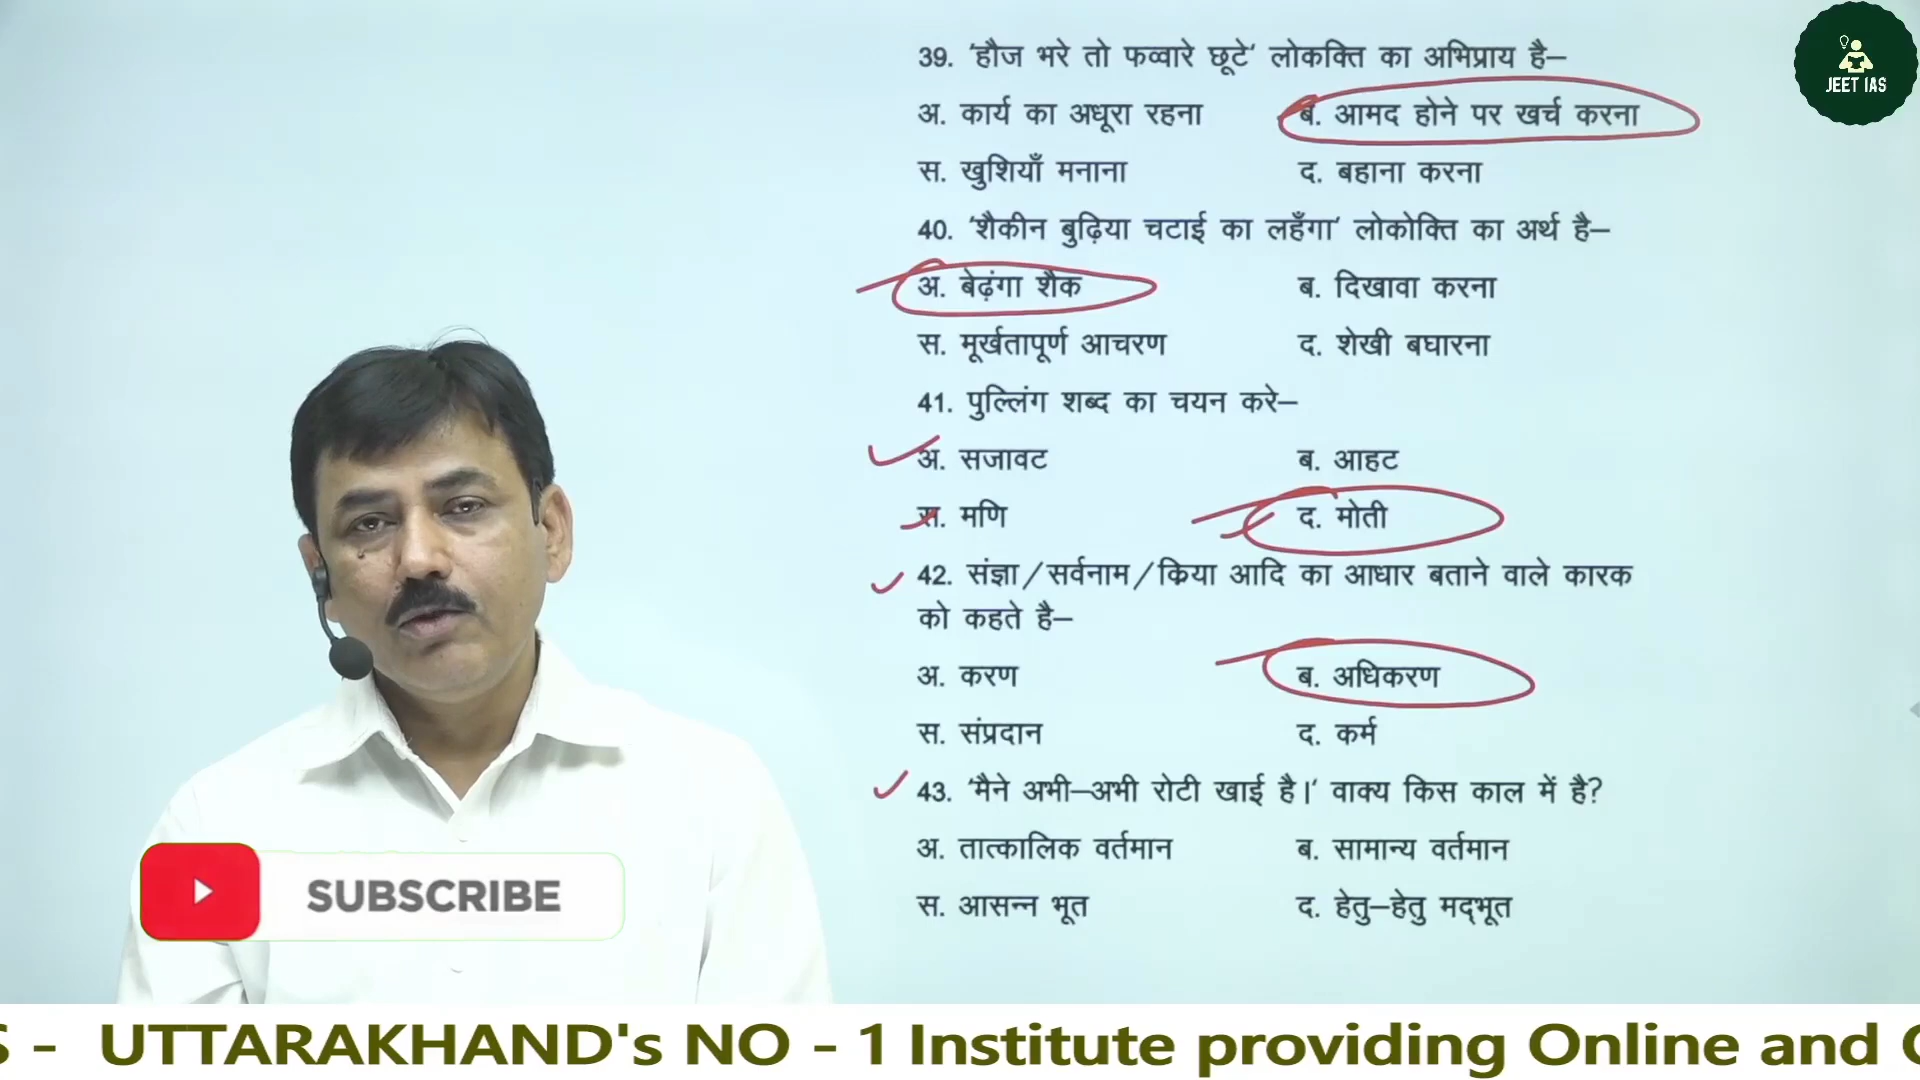 39. 'हौज भरे तो फव्वारे छूटे' लोकक्ति का अभिप्राय है–
अ. कार्य का अधूरा रहना ब. आमद होने पर खर्च करना
स. खुशियाँ मनाना द. बहाना करना
40. 'शैकीन बुढ़िया चटाई का लहँगा' लोकोक्ति का अर्थ है–
अ. बेढ़ंगा शैक ब. दिखावा करना
स. मूर्खतापूर्ण आचरण द. शेखी बघारना
41. पुल्लिंग शब्द का चयन करे–
अ. सजावट ब. आहट
स. मणि द. मोती
42. संज्ञा/सर्वनाम/क्रिया आदि का आधार बताने वाले कारक
को कहते है–
अ. करण ब. अधिकरण
स. संप्रदान द. कर्म
43. 'मैने अभी–अभी रोटी खाई है।' वाक्य किस काल में है?
अ. तात्कालिक वर्तमान ब. सामान्य वर्तमान
स. आसन्न भूत द. हेतु–हेतु मद्भूत
JEET IAS
SUBSCRIBE
S - UTTARAKHAND's NO - 1 Institute providing Online and